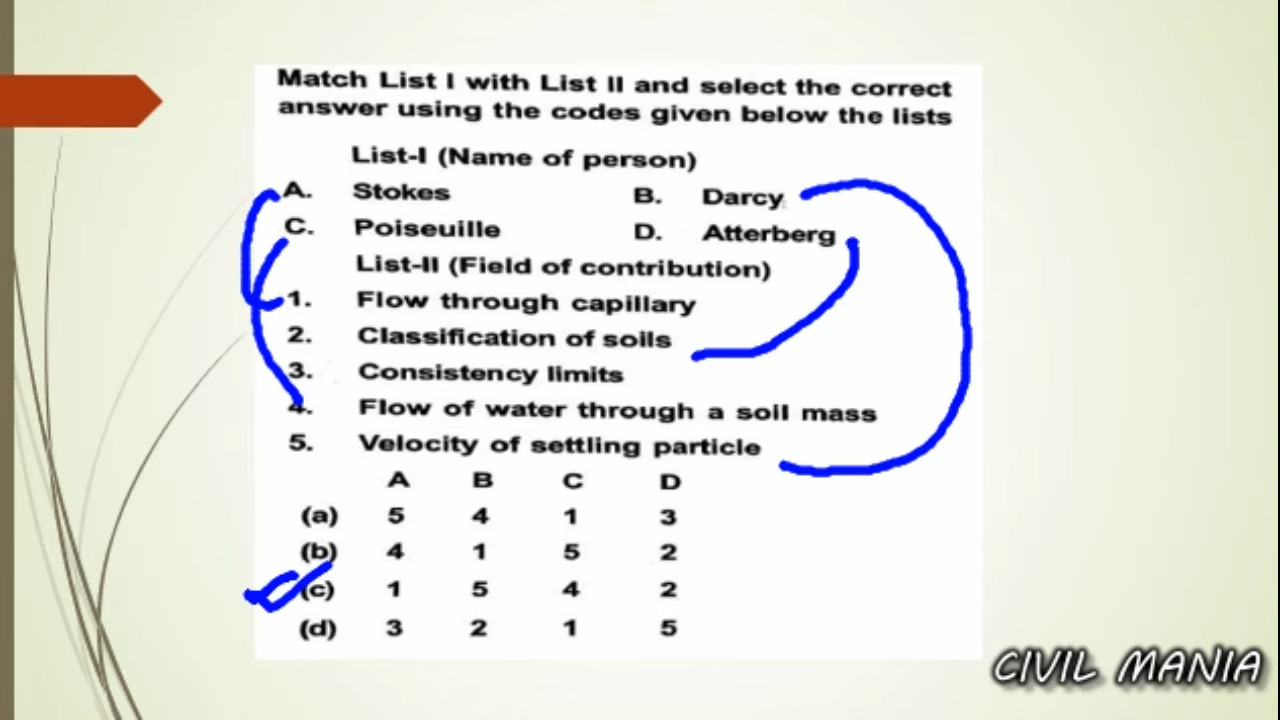 Match List I with List II and select the correct
answer using the codes given below the lists
List-I (Name of person)
A. Stokes B. Darcy
C. Poiseuille D. Atterberg
List-II (Field of contribution)
1. Flow through capillary
2. Classification of soils
3. Consistency limits
4. Flow of water through a soil mass
5. Velocity of settling particle
A B C D
(a) 5 4 1 3
(b) 4 1 5 2
(c) 1 5 4 2
(d) 3 2 1 5
CIVIL MANIA